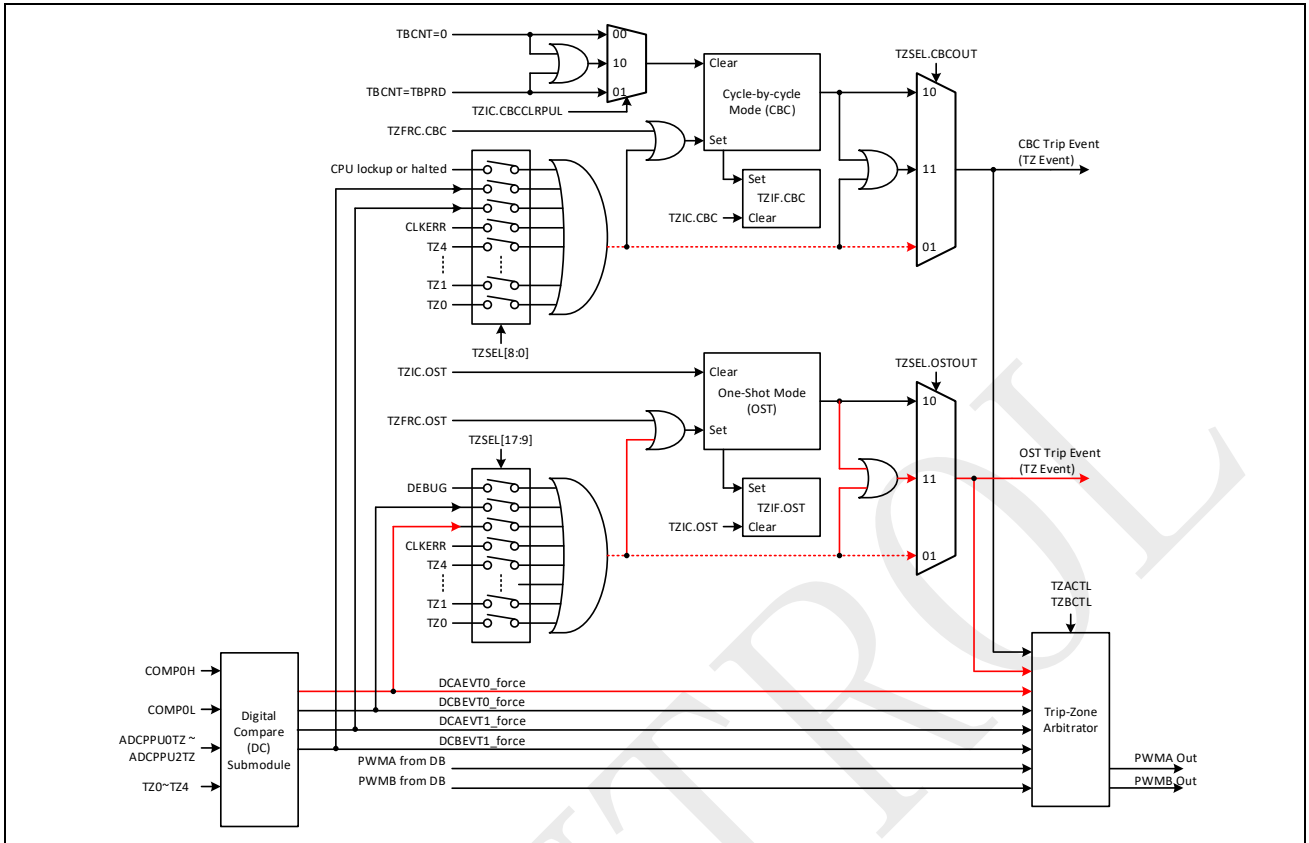 TBCNT=0
00
10
TBCNT=TBPRD
01
TZIC.CBCCLRPUL
Clear
Cycle-by-cycle
Mode (CBC)
Set
TZSEL.CBCOUT
10
TZFRC.CBC
CPU lockup or halted
CLKERR
TZ4
TZ1
TZ0
TZSEL[8:0]
Set
TZIF.CBC
TZIC.CBC
Clear
11
01
CBC Trip Event
(TZ Event)
TZIC.OST
Clear
One-Shot Mode
(OST)
Set
TZSEL.OSTOUT
10
TZFRC.OST
TZSEL[17:9]
DEBUG
CLKERR
TZ4
TZ1
TZ0
Set
TZIF.OST
TZIC.OST
Clear
11
01
OST Trip Event
(TZ Event)
TZACTL
TZBCTL
COMP0H
COMP0L
ADCPPU0TZ ~
ADCPPU2TZ
TZ0~TZ4
Digital
Compare
(DC)
Submodule
DCAEVT0_force
DCBEVT0_force
DCAEVT1_force
DCBEVT1_force
PWMA from DB
PWMB from DB
Trip-Zone
Arbitrator
PWMA Out
PWMB Out